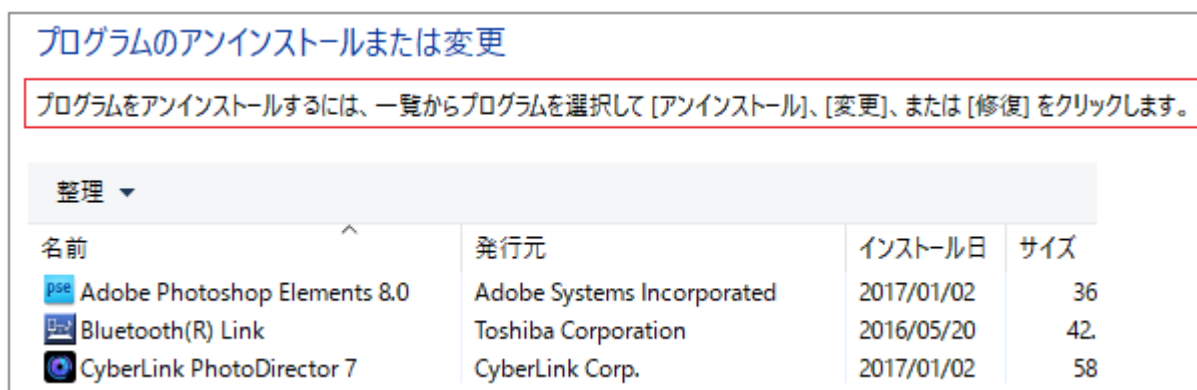 プログラムのアンインストールまたは変更
プログラムをアンインストールするには、一覧からプログラムを選択して [アンインストール]、[変更]、または [修復] をクリックします。
整理
名前 発行元 インストール日 サイズ
pse Adobe Photoshop Elements 8.0 Adobe Systems Incorporated 2017/01/02 36
Bluetooth(R) Link Toshiba Corporation 2016/05/20 42.
CyberLink PhotoDirector 7 CyberLink Corp. 2017/01/02 58